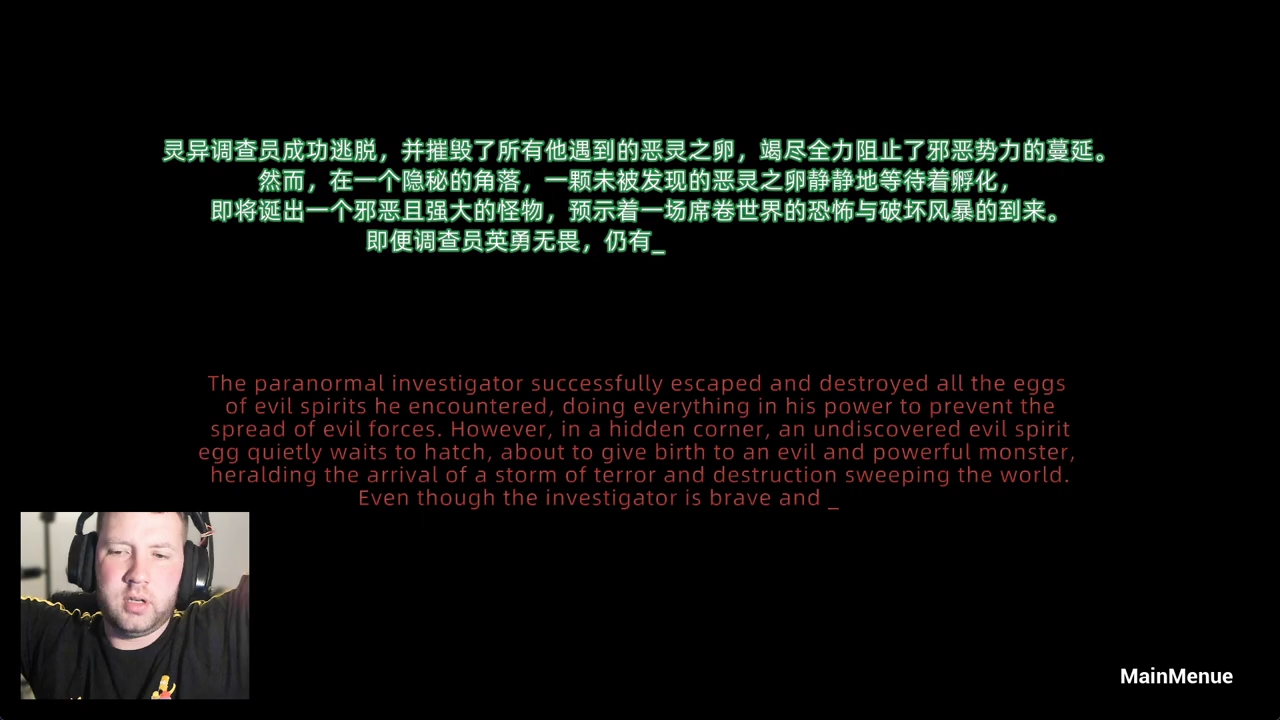 灵异调查员成功逃脱，并摧毁了所有他遇到的恶灵之卵，竭尽全力阻止了邪恶势力的蔓延。
然而，在一个隐秘的角落，一颗未被发现的恶灵之卵静静地等待着孵化，
即将诞出一个邪恶且强大的怪物，预示着一场席卷世界的恐怖与破坏风暴的到来。
即便调查员英勇无畏，仍有_
The paranormal investigator successfully escaped and destroyed all the eggs
of evil spirits he encountered, doing everything in his power to prevent the
spread of evil forces. However, in a hidden corner, an undiscovered evil spirit
egg quietly waits to hatch, about to give birth to an evil and powerful monster,
heralding the arrival of a storm of terror and destruction sweeping the world.
Even though the investigator is brave and _
MainMenue